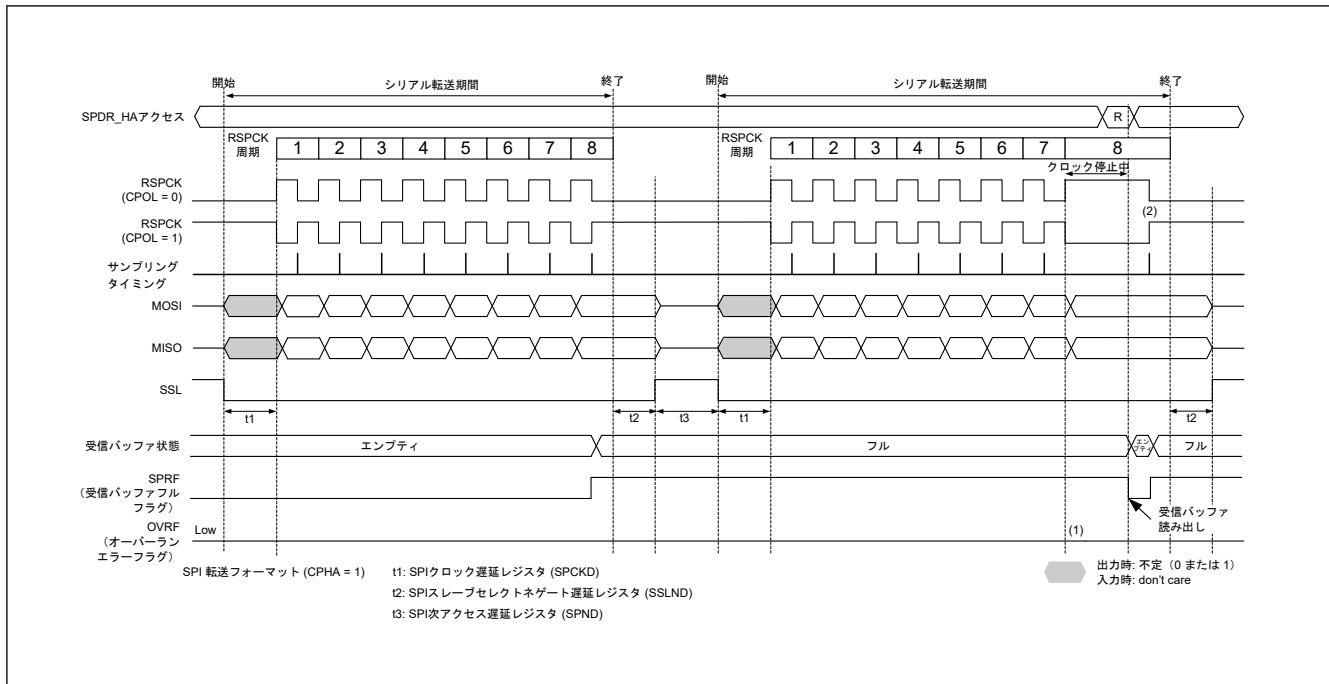 開始 シリアル転送期間 終了 開始 シリアル転送期間 終了
SPDR_HAアクセス R
RSPCK
周期 1 2 3 4 5 6 7 8
RSPCK
周期 1 2 3 4 5 6 7 8
クロック停止中
RSPCK
(CPOL = 0)
(2)
RSPCK
(CPOL = 1)
サンプリング
タイミング
MOSI
MISO
SSL
t1 t2 t3 t1 t2
受信バッファ状態 エンプティ フル エンプティ フル
SPRF
(受信バッファフル
フラグ)
受信バッファ
読み出し
OVRF
(オーバーラン
エラーフラグ)
Low (1)
SPI 転送フォーマット (CPHA = 1)
t1: SPIクロック遅延レジスタ (SPCKD)
t2: SPIスレーブセレクトネゲート遅延レジスタ (SSLND)
t3: SPI次アクセス遅延レジスタ (SPND)
出力時: 不定(0 または 1)
入力時: don't care